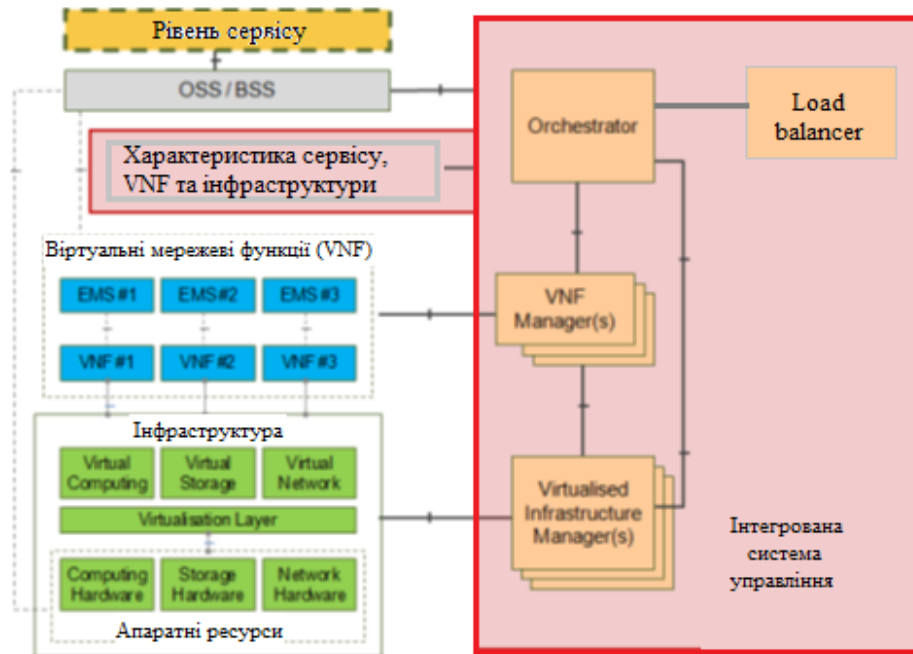 Рівень сервісу
OSS / BSS
Orchestrator
Load
balancer
Характеристика сервісу,
VNF та інфраструктури
Віртуальні мережеві функції (VNF)
EMS #1 EMS #2 EMS #3
VNF
Manager(s)
VNF #1 VNF #2 VNF #3
Інфраструктура
Virtual
Computing
Virtual
Storage
Virtual
Network
Virtualisation Layer
Virtualised
Infrastructure
Manager(s)
Інтегрована
система
управління
Computing
Hardware
Storage
Hardware
Network
Hardware
Апаратні ресурси